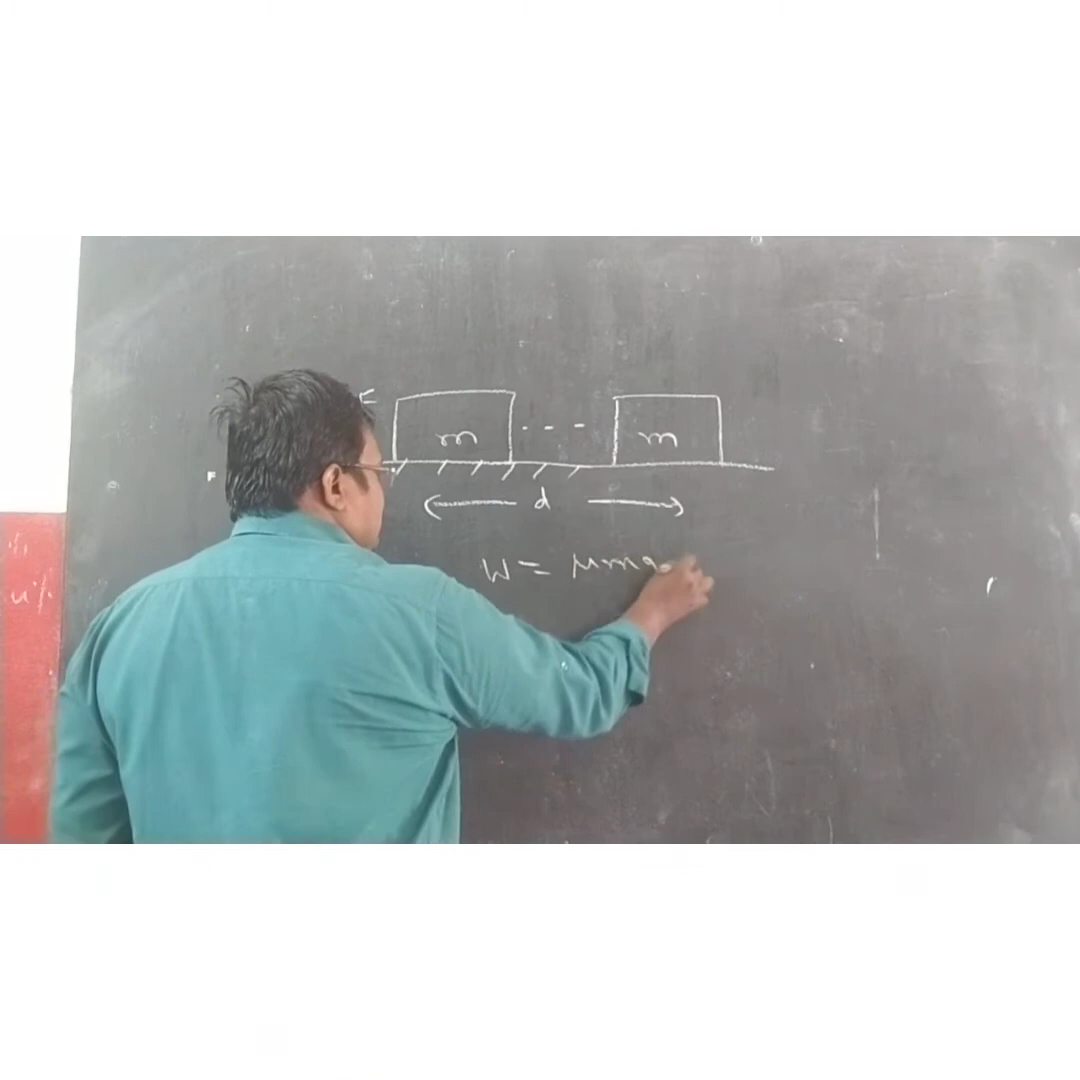 F
m - - - m
d
W = μmg